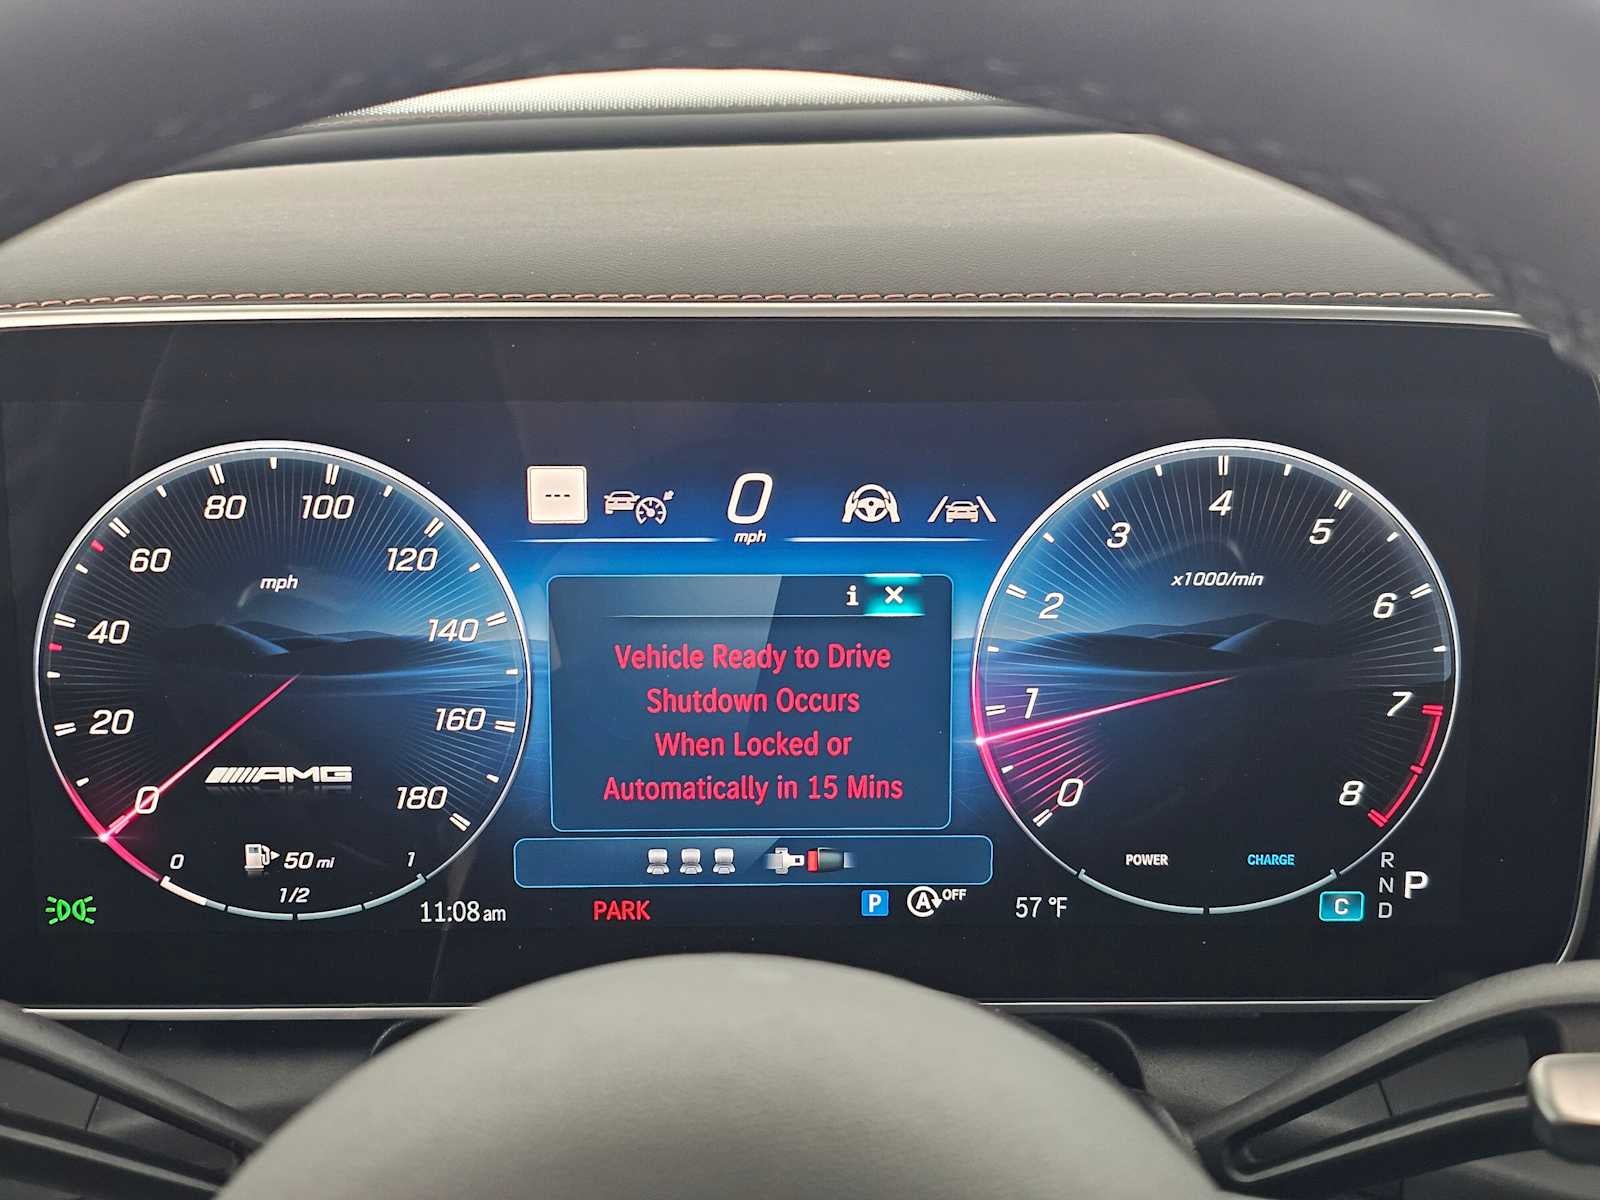 80
100
60
120
mph
40
140
20
160
AMG
0
180
0
50 mi
1
1/2
11:08 am
---
0
mph
i
Vehicle Ready to Drive
Shutdown Occurs
When Locked or
Automatically in 15 Mins
PARK
P
A OFF
57 °F
4
3
5
x1000/min
2
6
1
7
0
8
POWER
CHARGE
R
N
P
D
C